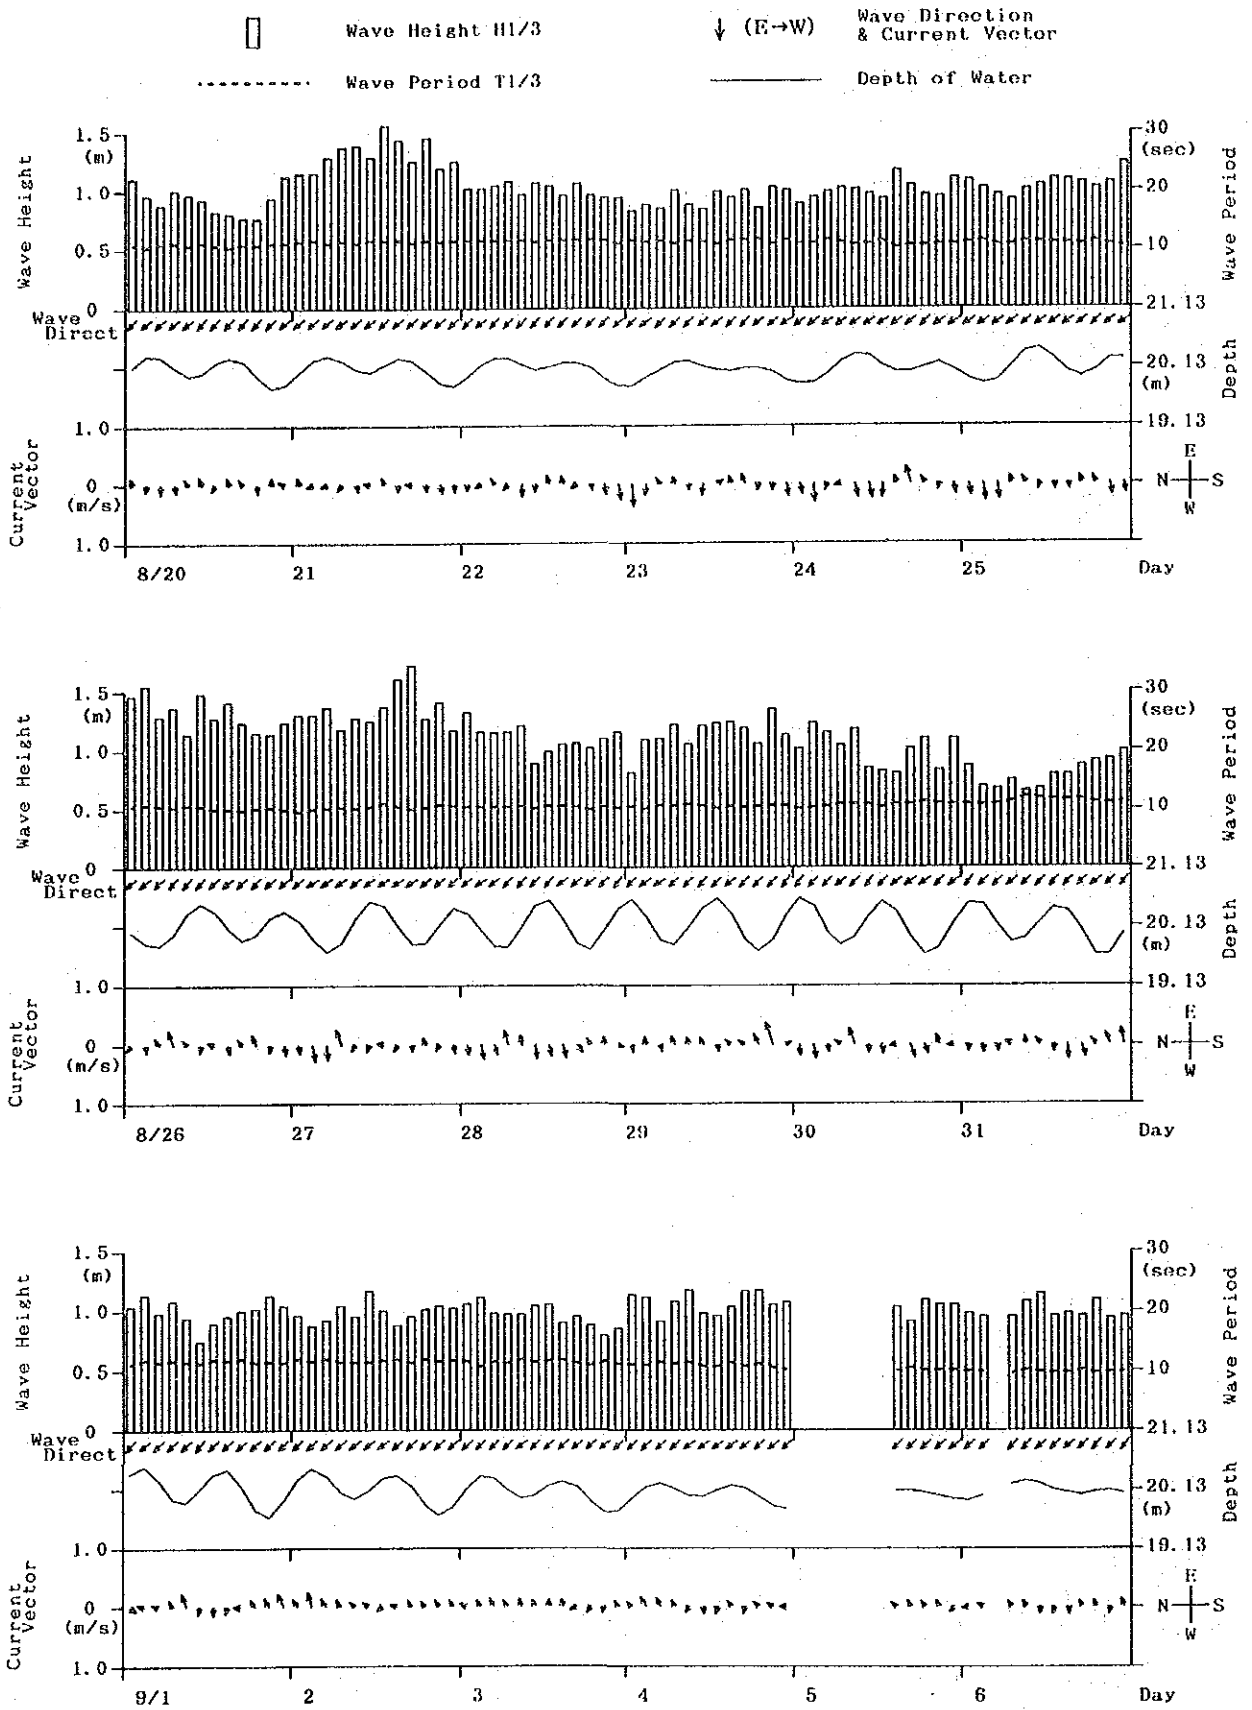 Wave Height H1/3
(E→W)
Wave Direction
& Current Vector
Wave Period T1/3
Depth of Water
1.5
(m)
1.0
0.5
0
Wave Height
30
(sec)
20
10
21.13
Wave Period
Wave
Direct
20.13
(m)
19.13
Depth
1.0
0
(m/s)
1.0
Current
Vector
E
N S
W
8/20 21 22 23 24 25 Day
1.5
(m)
1.0
0.5
0
Wave Height
30
(sec)
20
10
21.13
Wave Period
Wave
Direct
20.13
(m)
19.13
Depth
1.0
0
(m/s)
1.0
Current
Vector
E
N S
W
8/26 27 28 29 30 31 Day
1.5
(m)
1.0
0.5
0
Wave Height
30
(sec)
20
10
21.13
Wave Period
Wave
Direct
20.13
(m)
19.13
Depth
1.0
0
(m/s)
1.0
Current
Vector
E
N S
W
9/1 2 3 4 5 6 Day